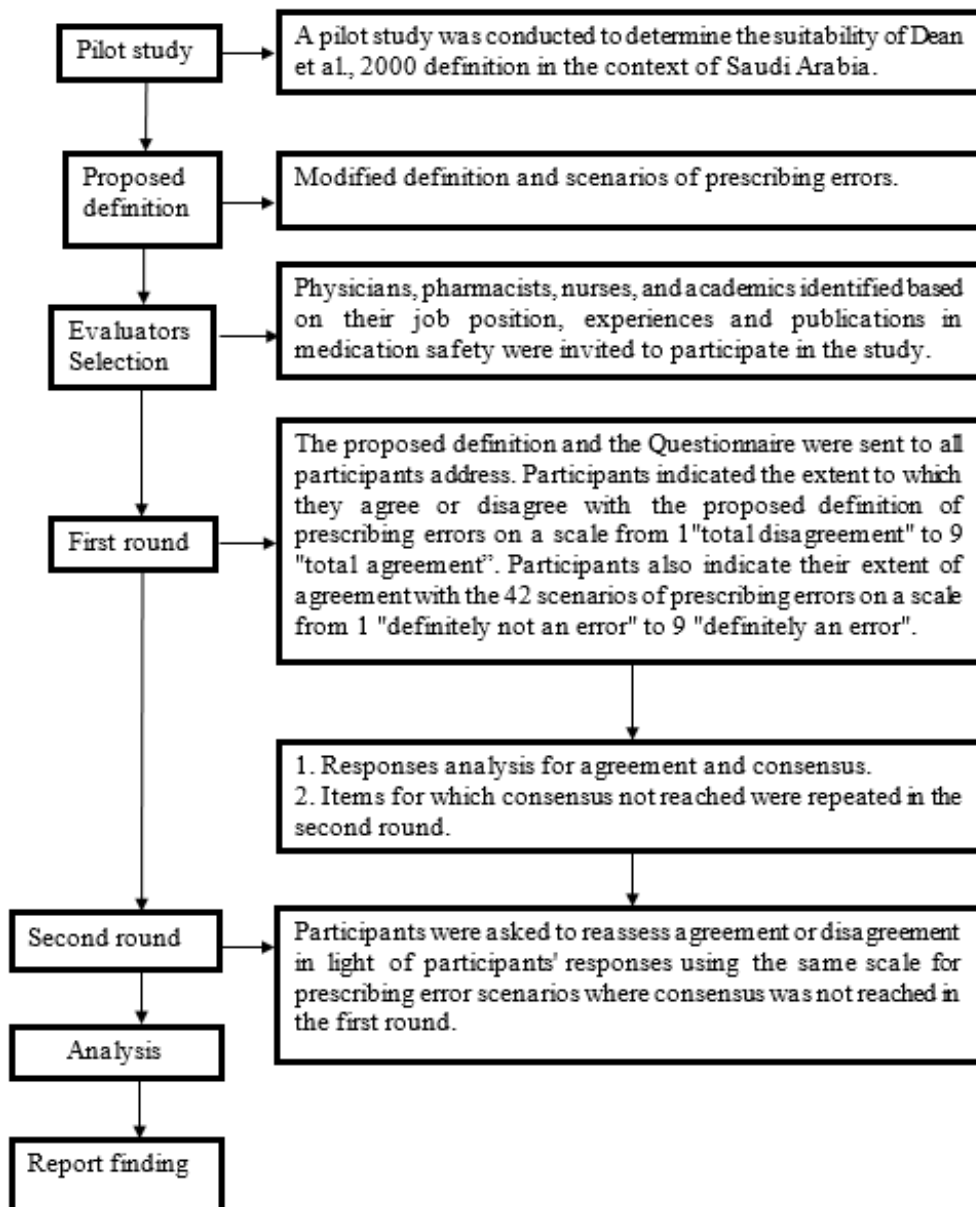 Pilot study
A pilot study was conducted to determine the suitability of Dean
et al., 2000 definition in the context of Saudi Arabia.
Proposed
definition
Modified definition and scenarios of prescribing errors.
Evaluators
Selection
Physicians, pharmacists, nurses, and academics identified based
on their job position, experiences and publications in
medication safety were invited to participate in the study.
First round
The proposed definition and the Questionnaire were sent to all
participants address. Participants indicated the extent to which
they agree or disagree with the proposed definition of
prescribing errors on a scale from 1"total disagreement" to 9
"total agreement”. Participants also indicate their extent of
agreement with the 42 scenarios of prescribing errors on a scale
from 1 "definitely not an error" to 9 "definitely an error".
1. Responses analysis for agreement and consensus.
2. Items for which consensus not reached were repeated in the
second round.
Second round
Participants were asked to reassess agreement or disagreement
in light of participants' responses using the same scale for
prescribing error scenarios where consensus was not reached in
the first round.
Analysis
Report finding